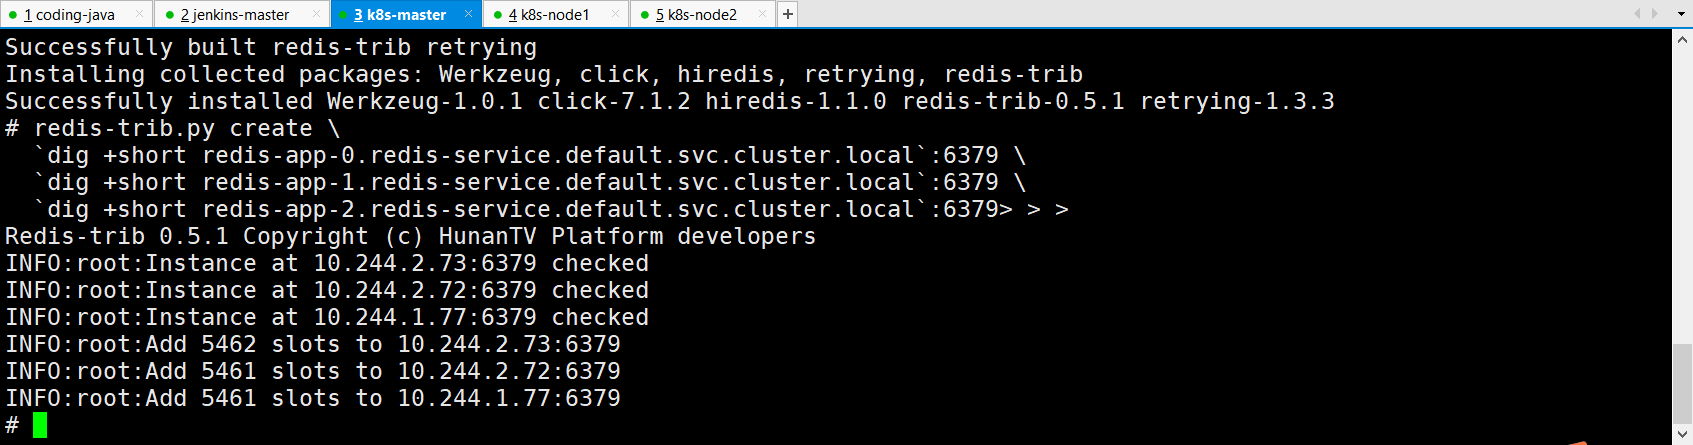 1 coding-java × 2 jenkins-master × 3 k8s-master × 4 k8s-node1 × 5 k8s-node2 × +
Successfully built redis-trib retrying
Installing collected packages: Werkzeug, click, hiredis, retrying, redis-trib
Successfully installed Werkzeug-1.0.1 click-7.1.2 hiredis-1.1.0 redis-trib-0.5.1 retrying-1.3.3
# redis-trib.py create \
  `dig +short redis-app-0.redis-service.default.svc.cluster.local`:6379 \
  `dig +short redis-app-1.redis-service.default.svc.cluster.local`:6379 \
  `dig +short redis-app-2.redis-service.default.svc.cluster.local`:6379> > >
Redis-trib 0.5.1 Copyright (c) HunanTV Platform developers
INFO:root:Instance at 10.244.2.73:6379 checked
INFO:root:Instance at 10.244.2.72:6379 checked
INFO:root:Instance at 10.244.1.77:6379 checked
INFO:root:Add 5462 slots to 10.244.2.73:6379
INFO:root:Add 5461 slots to 10.244.2.72:6379
INFO:root:Add 5461 slots to 10.244.1.77:6379
#